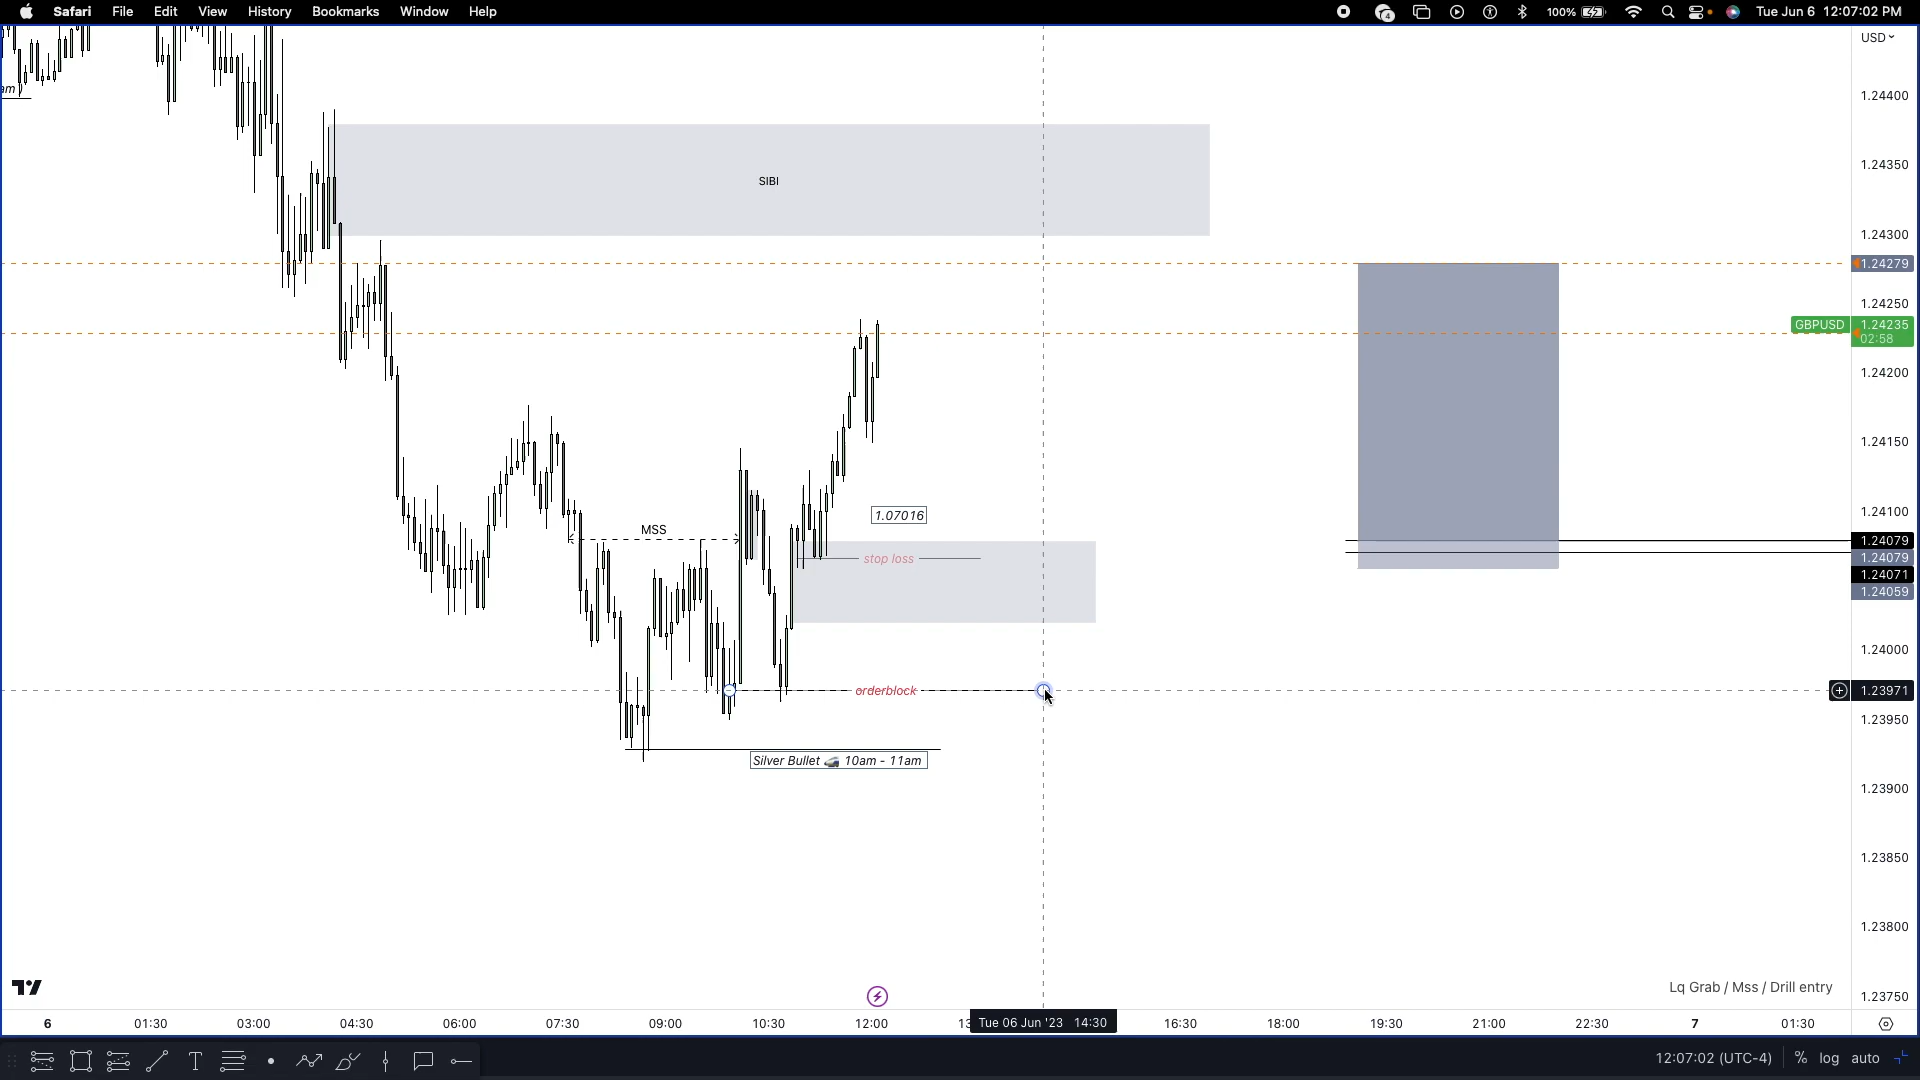 Safari File Edit View History Bookmarks Window Help
4 100% Tue Jun 6 12:07:02 PM
USD
am )
1.24400
SIBI
1.24350
1.24300
1.24279
1.24250
GBPUSD 1.24235
02:58
1.24200
1.24150
1.07016
1.24100
MSS
1.24079
stop loss
1.24079
1.24071
1.24059
1.24000
orderblock
1.23971
1.23950
Silver Bullet 🚄 10am - 11am
1.23900
1.23850
1.23800
Lq Grab / Mss / Drill entry
1.23750
6 01:30 03:00 04:30 06:00 07:30 09:00 10:30 12:00 13 Tue 06 Jun '23 14:30 16:30 18:00 19:30 21:00 22:30 7 01:30
T
12:07:02 (UTC-4) % log auto